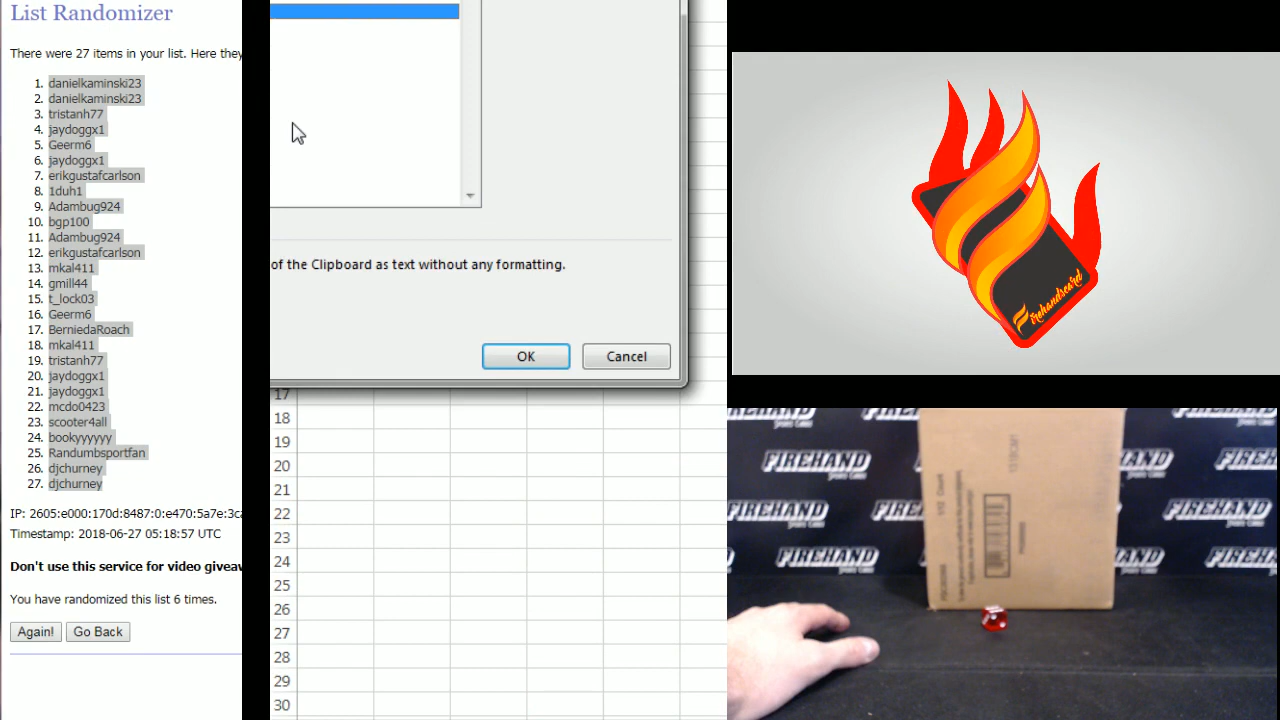 List Randomizer
There were 27 items in your list. Here they
1. danielkaminski23
2. danielkaminski23
3. tristanh77
4. jaydoggx1
5. Geerm6
6. jaydoggx1
7. erikgustafcarlson
8. 1duh1
9. Adambug924
10. bgp100
11. Adambug924
12. erikgustafcarlson
13. mkal411
14. gmill44
15. t_lock03
16. Geerm6
17. BerniedaRoach
18. mkal411
19. tristanh77
20. jaydoggx1
21. jaydoggx1
22. mcdo0423
23. scooter4all
24. bookyyyyyy
25. Randumbsportfan
26. djchurney
27. djchurney
IP: 2605:e000:170d:8487:0:e470:5a7e:3c
Timestamp: 2018-06-27 05:18:57 UTC
Don't use this service for video giveaw
You have randomized this list 6 times.
Again! Go Back
of the Clipboard as text without any formatting.
OK Cancel
17
18
19
20
21
22
23
24
25
26
27
28
29
30
Firehandscard
FIREHAND
FIREHAND
FIREHAND
FIREHAND
FIREHAND
FIREHAND